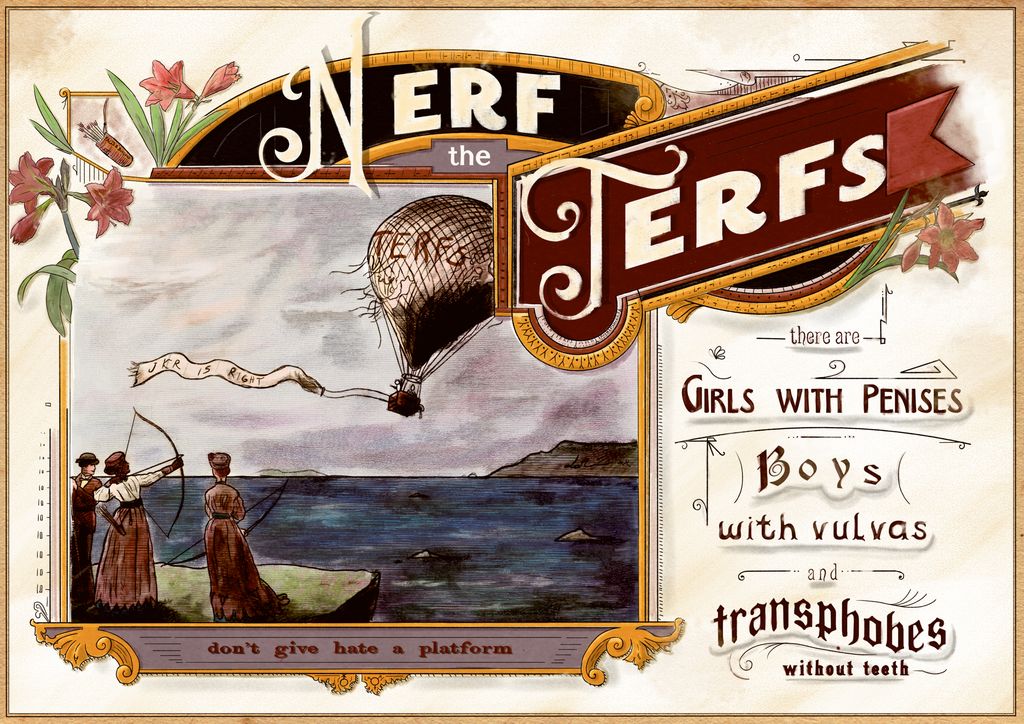 NERF
the
TERFS
TERFS
JKR IS RIGHT
there are
GIRLS WITH PENISES
Boys
with vulvas
and
transphobes
without teeth
don't give hate a platform